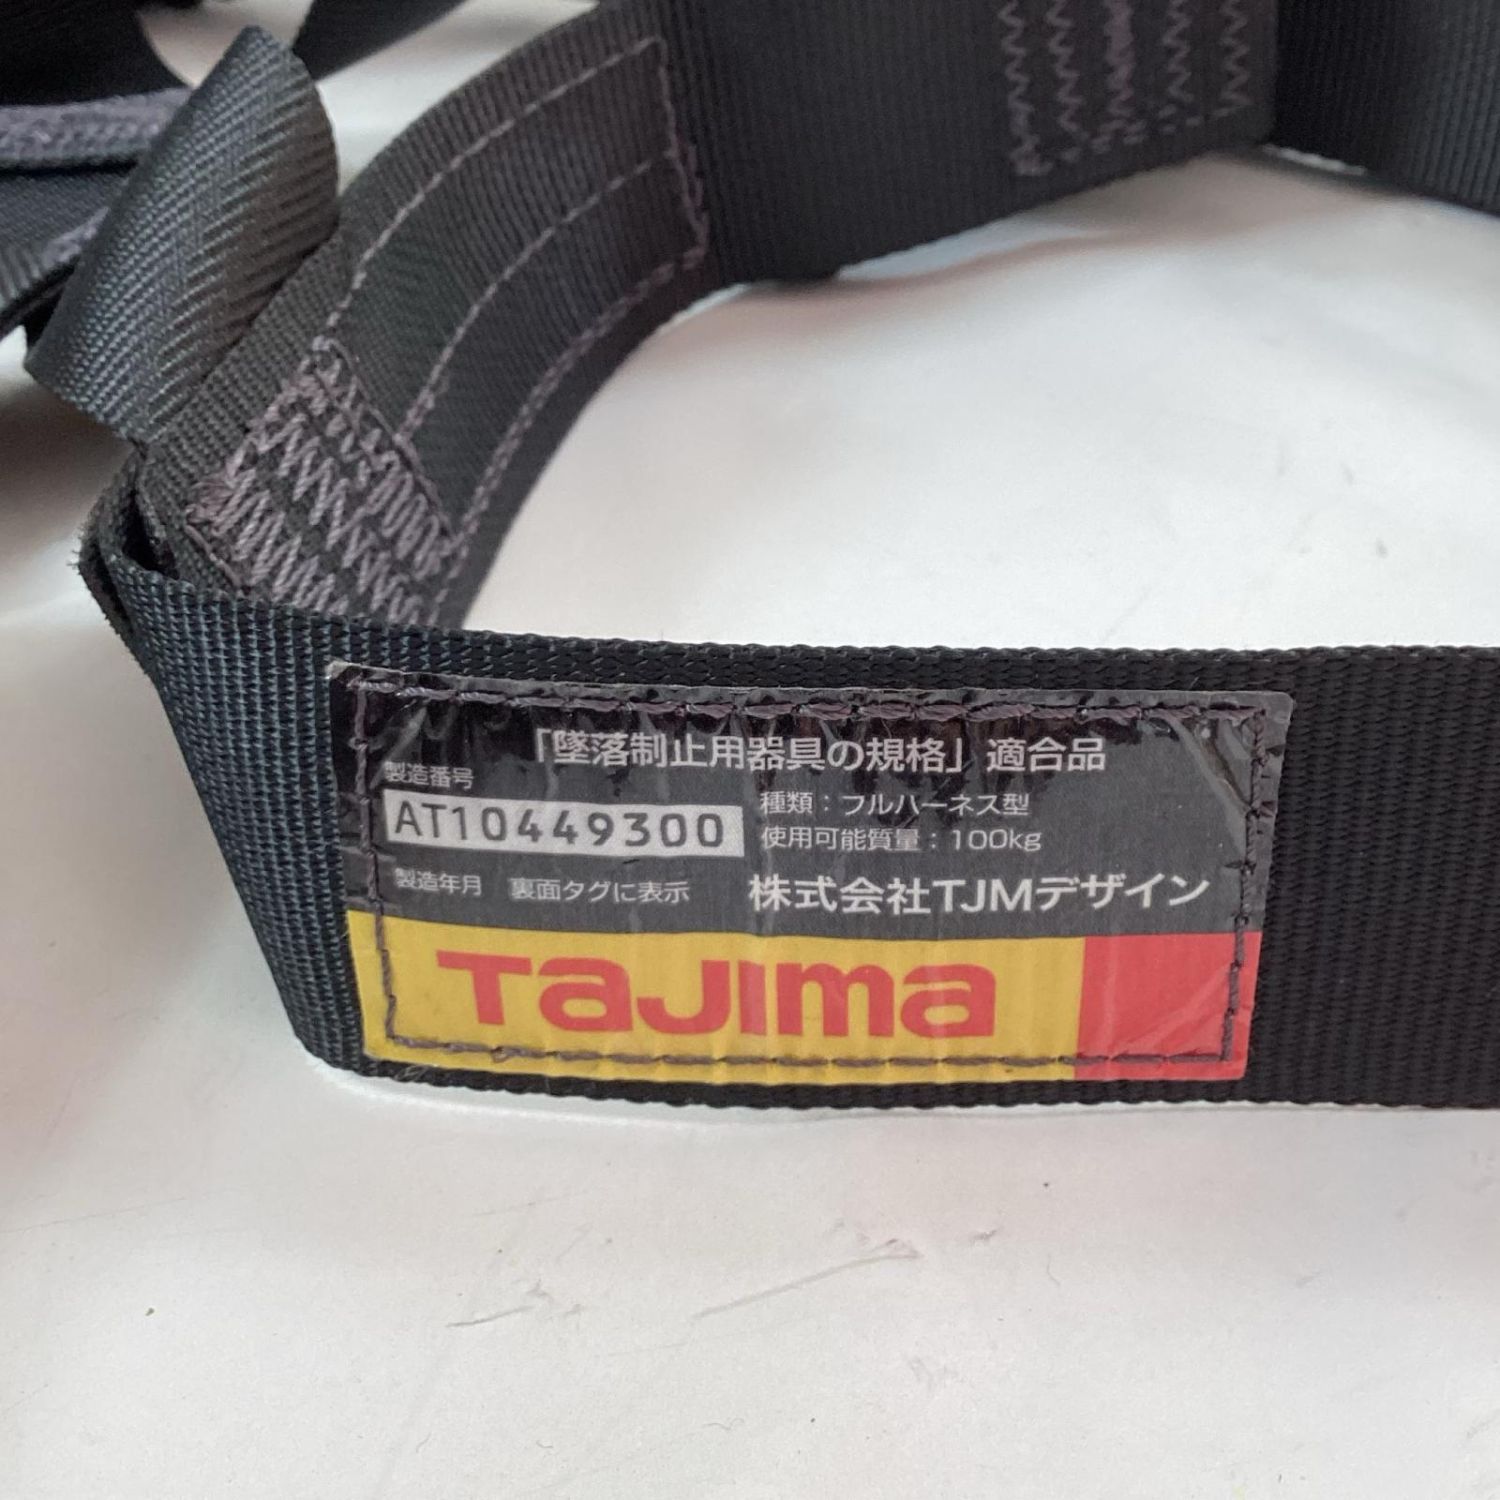 「墜落制止用器具の規格」適合品
製造番号
AT10449300
種類：フルハーネス型
使用可能質量：100kg
製造年月　裏面タグに表示
株式会社TJMデザイン
TaJIma